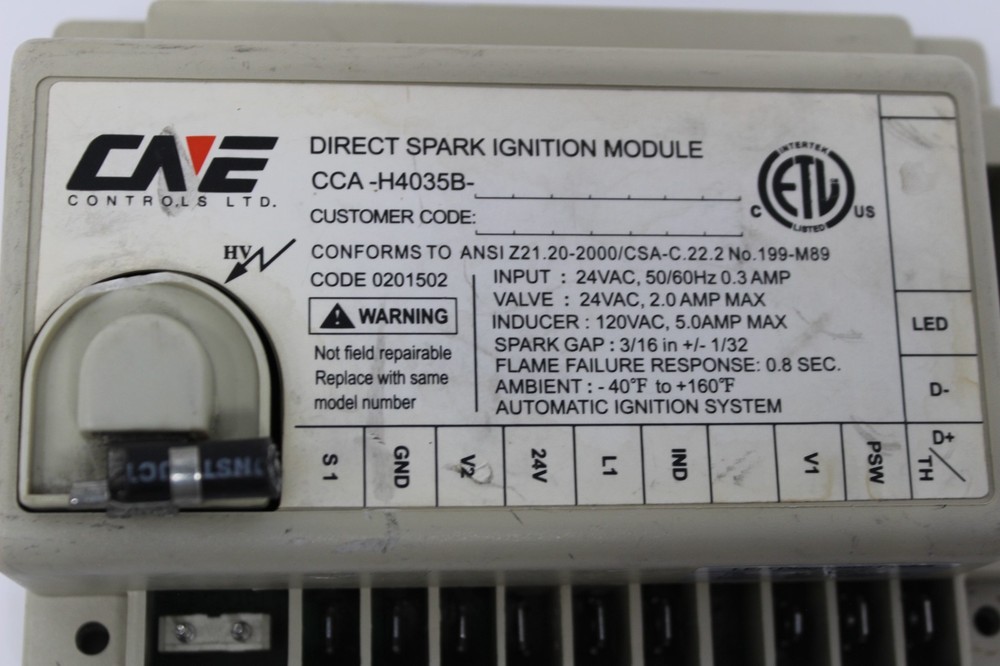 CAE
CONTROLS LTD.
DIRECT SPARK IGNITION MODULE
CCA -H4035B-
CUSTOMER CODE:
CONFORMS TO ANSI Z21.20-2000/CSA-C.22.2 No.199-M89
CODE 0201502
WARNING
Not field repairable
Replace with same
model number
INPUT : 24VAC, 50/60Hz 0.3 AMP
VALVE : 24VAC, 2.0 AMP MAX
INDUCER : 120VAC, 5.0AMP MAX
SPARK GAP : 3/16 in +/- 1/32
FLAME FAILURE RESPONSE: 0.8 SEC.
AMBIENT : - 40°F to +160°F
AUTOMATIC IGNITION SYSTEM
INTERTEK
ETL
LISTED
C US
HV
LED
D-
D+/TH
S 1
GND
V2
24V
L1
IND
V1
PSW